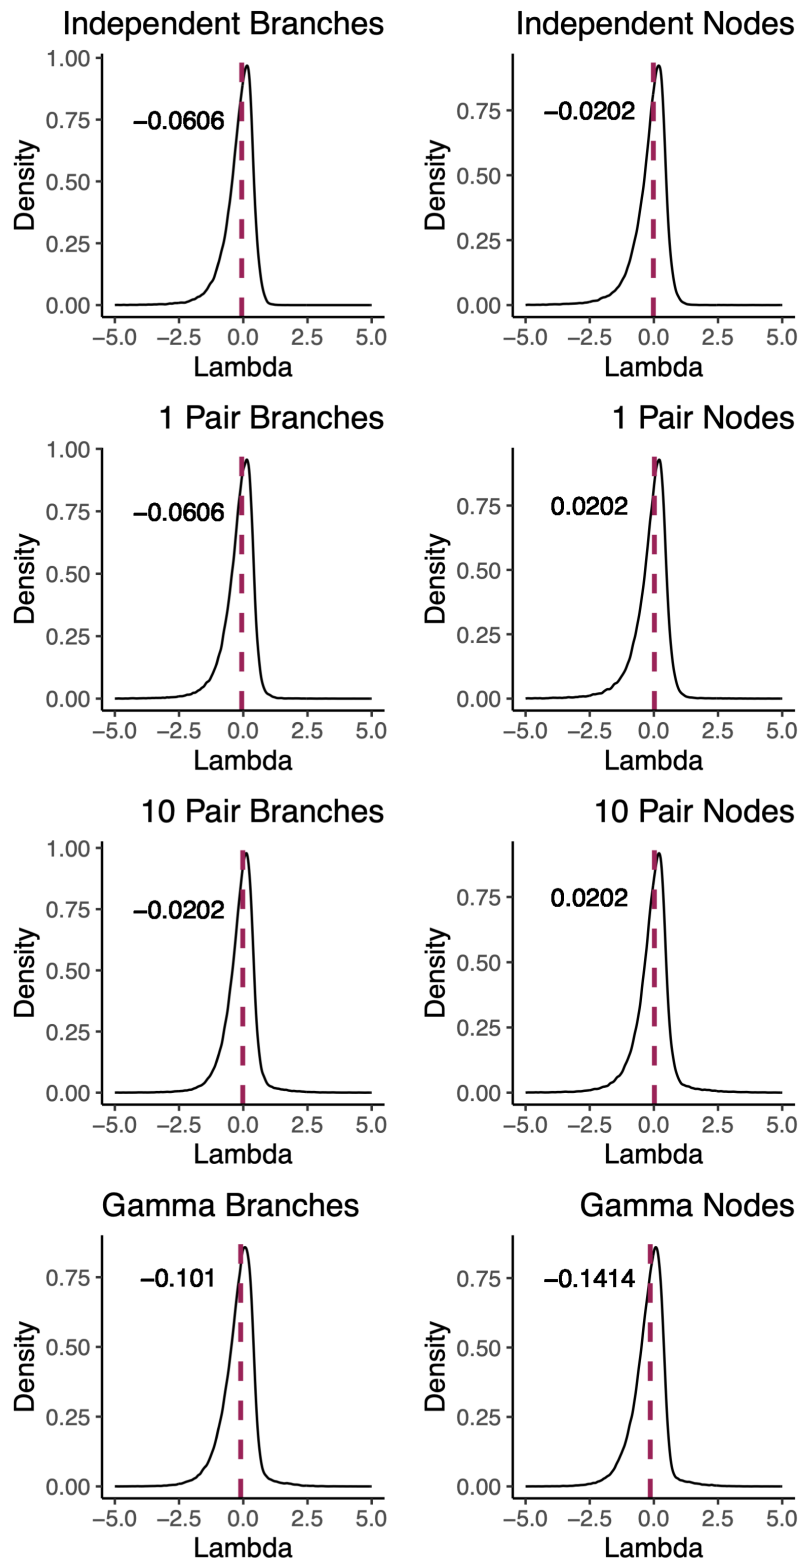 Independent Branches
1.00
0.75
0.50
0.25
0.00
Density
−0.0606
−5.0 −2.5 0.0 2.5 5.0
Lambda
Independent Nodes
0.75
0.50
0.25
0.00
Density
−0.0202
−5.0 −2.5 0.0 2.5 5.0
Lambda
1 Pair Branches
1.00
0.75
0.50
0.25
0.00
Density
−0.0606
−5.0 −2.5 0.0 2.5 5.0
Lambda
1 Pair Nodes
0.75
0.50
0.25
0.00
Density
0.0202
−5.0 −2.5 0.0 2.5 5.0
Lambda
10 Pair Branches
1.00
0.75
0.50
0.25
0.00
Density
−0.0202
−5.0 −2.5 0.0 2.5 5.0
Lambda
10 Pair Nodes
0.75
0.50
0.25
0.00
Density
0.0202
−5.0 −2.5 0.0 2.5 5.0
Lambda
Gamma Branches
0.75
0.50
0.25
0.00
Density
−0.101
−5.0 −2.5 0.0 2.5 5.0
Lambda
Gamma Nodes
0.75
0.50
0.25
0.00
Density
−0.1414
−5.0 −2.5 0.0 2.5 5.0
Lambda